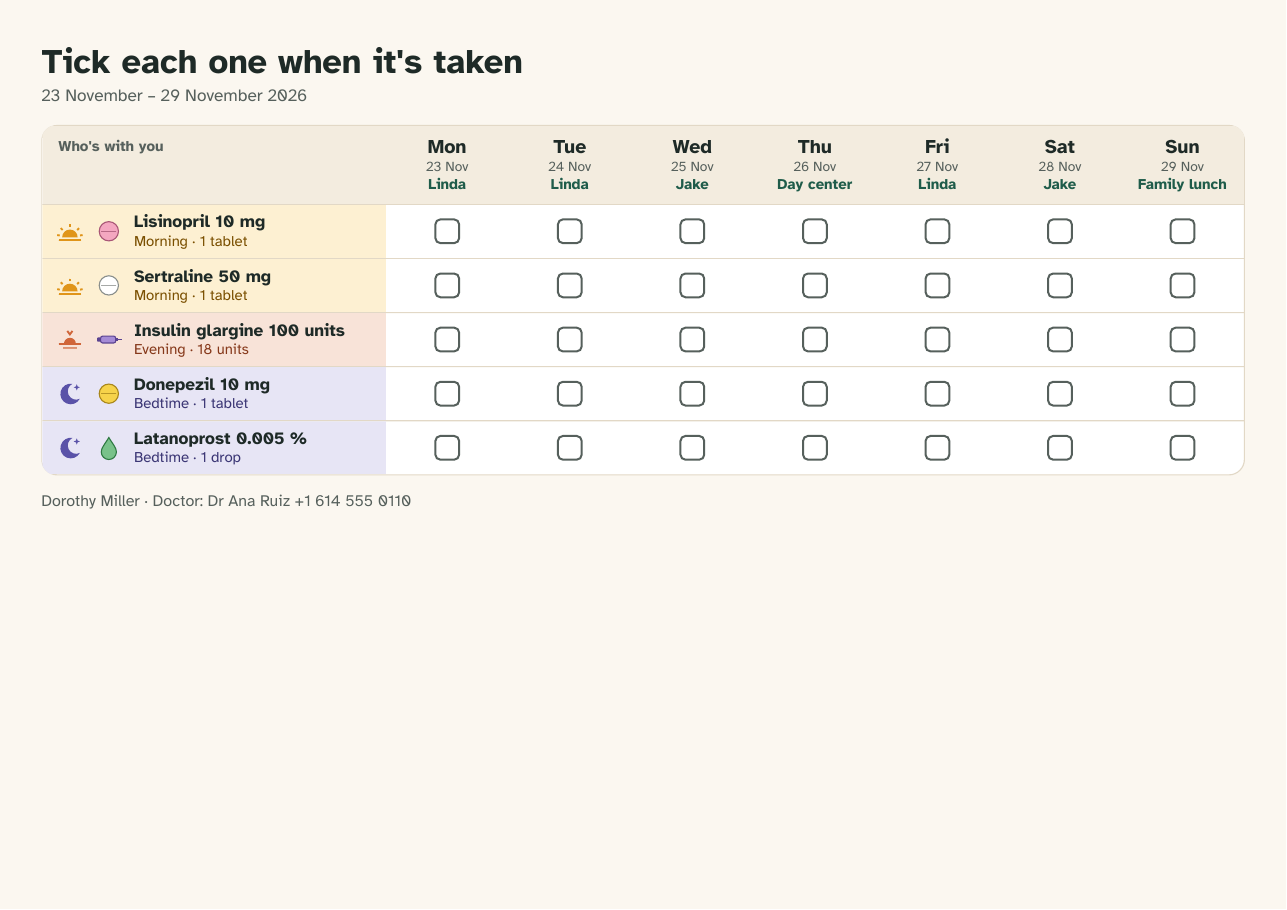 Tick each one when it's taken
23 November – 29 November 2026
Who's with you
Mon Tue Wed Thu Fri Sat Sun
23 Nov 24 Nov 25 Nov 26 Nov 27 Nov 28 Nov 29 Nov
Linda Linda Jake Day center Linda Jake Family lunch
Lisinopril 10 mg
Morning · 1 tablet
Sertraline 50 mg
Morning · 1 tablet
Insulin glargine 100 units
Evening · 18 units
Donepezil 10 mg
Bedtime · 1 tablet
Latanoprost 0.005 %
Bedtime · 1 drop
Dorothy Miller · Doctor: Dr Ana Ruiz +1 614 555 0110